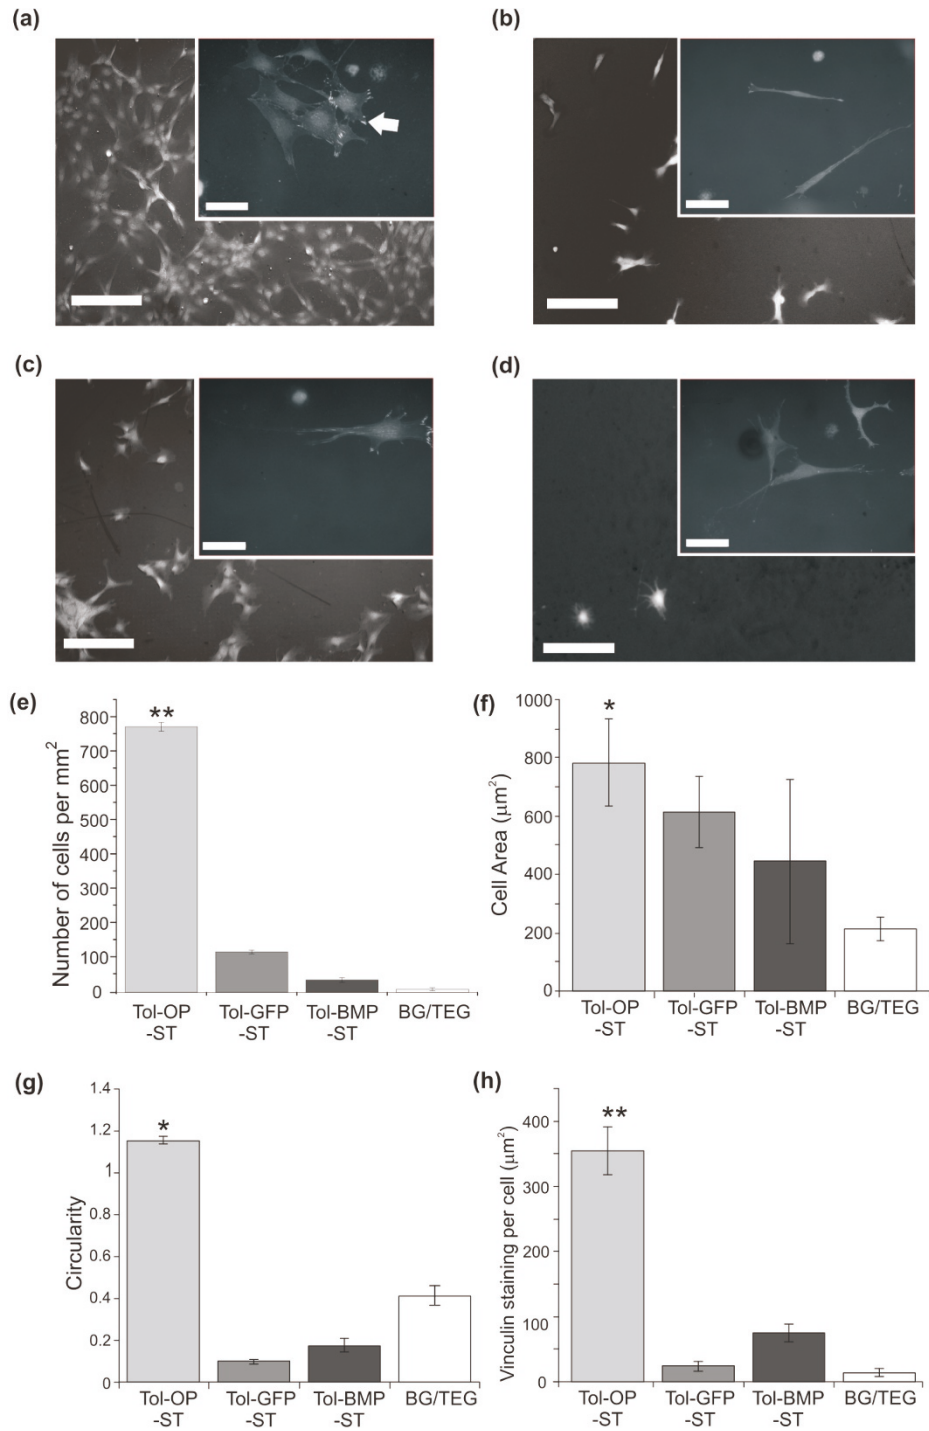 (a)
(b)
(c)
(d)
(e)
Number of cells per mm²
800
700
600
500
400
300
200
100
0
**
Tol-OP
-ST
Tol-GFP
-ST
Tol-BMP
-ST
BG/TEG
(f)
Cell Area (μm²)
1000
800
600
400
200
0
*
Tol-OP
-ST
Tol-GFP
-ST
Tol-BMP
-ST
BG/TEG
(g)
Circularity
1.4
1.2
1
0.8
0.6
0.4
0.2
0
*
Tol-OP
-ST
Tol-GFP
-ST
Tol-BMP
-ST
BG/TEG
(h)
Vinculin staining per cell (μm²)
400
350
300
100
0
**
Tol-OP
-ST
Tol-GFP
-ST
Tol-BMP
-ST
BG/TEG